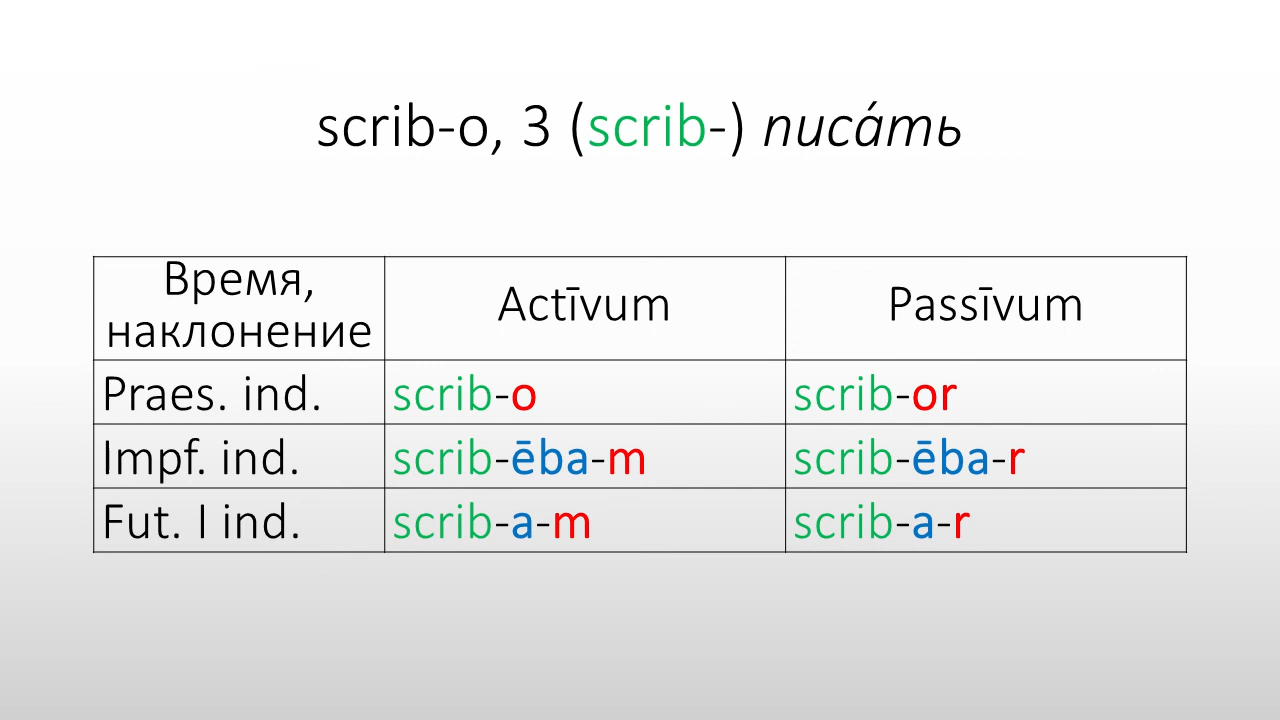 scrib-o, 3 (scrib-) писа́ть
Время,
наклонение
Actīvum
Passīvum
Praes. ind.
scrib-o
scrib-or
Impf. ind.
scrib-ēba-m
scrib-ēba-r
Fut. I ind.
scrib-a-m
scrib-a-r